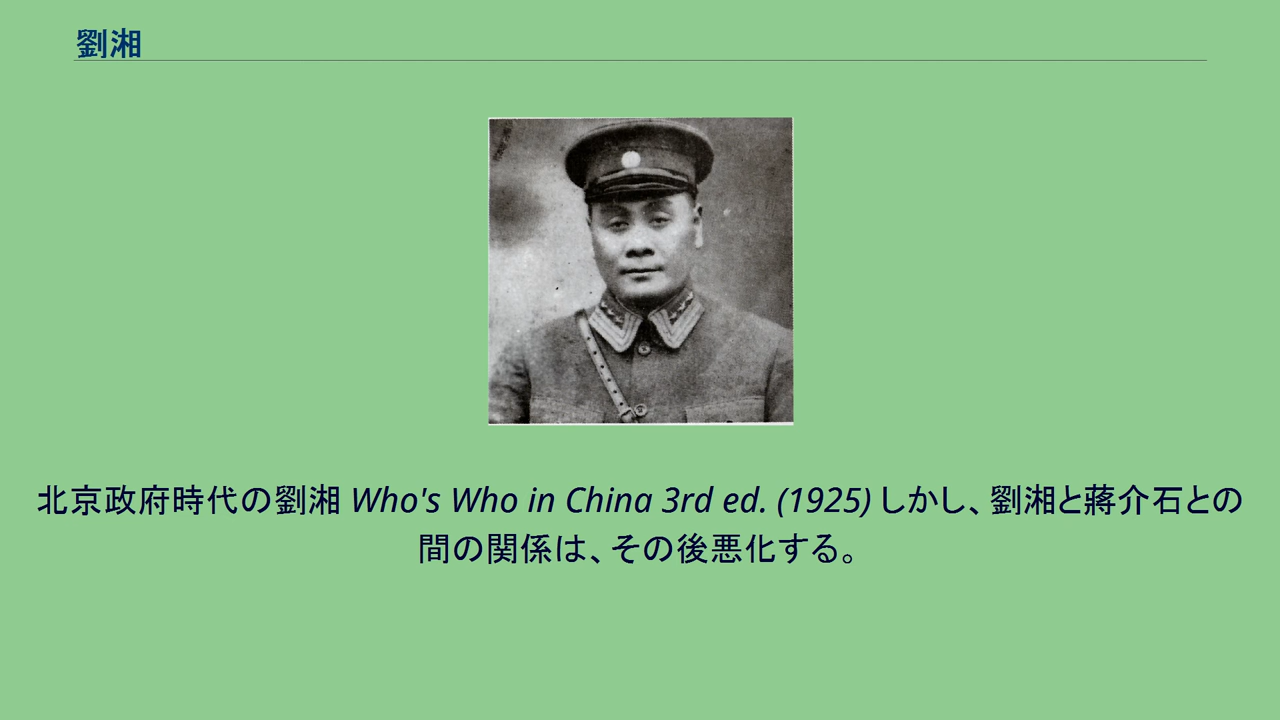 劉湘
北京政府時代の劉湘 Who's Who in China 3rd ed. (1925) しかし、劉湘と蔣介石との
間の関係は、その後悪化する。